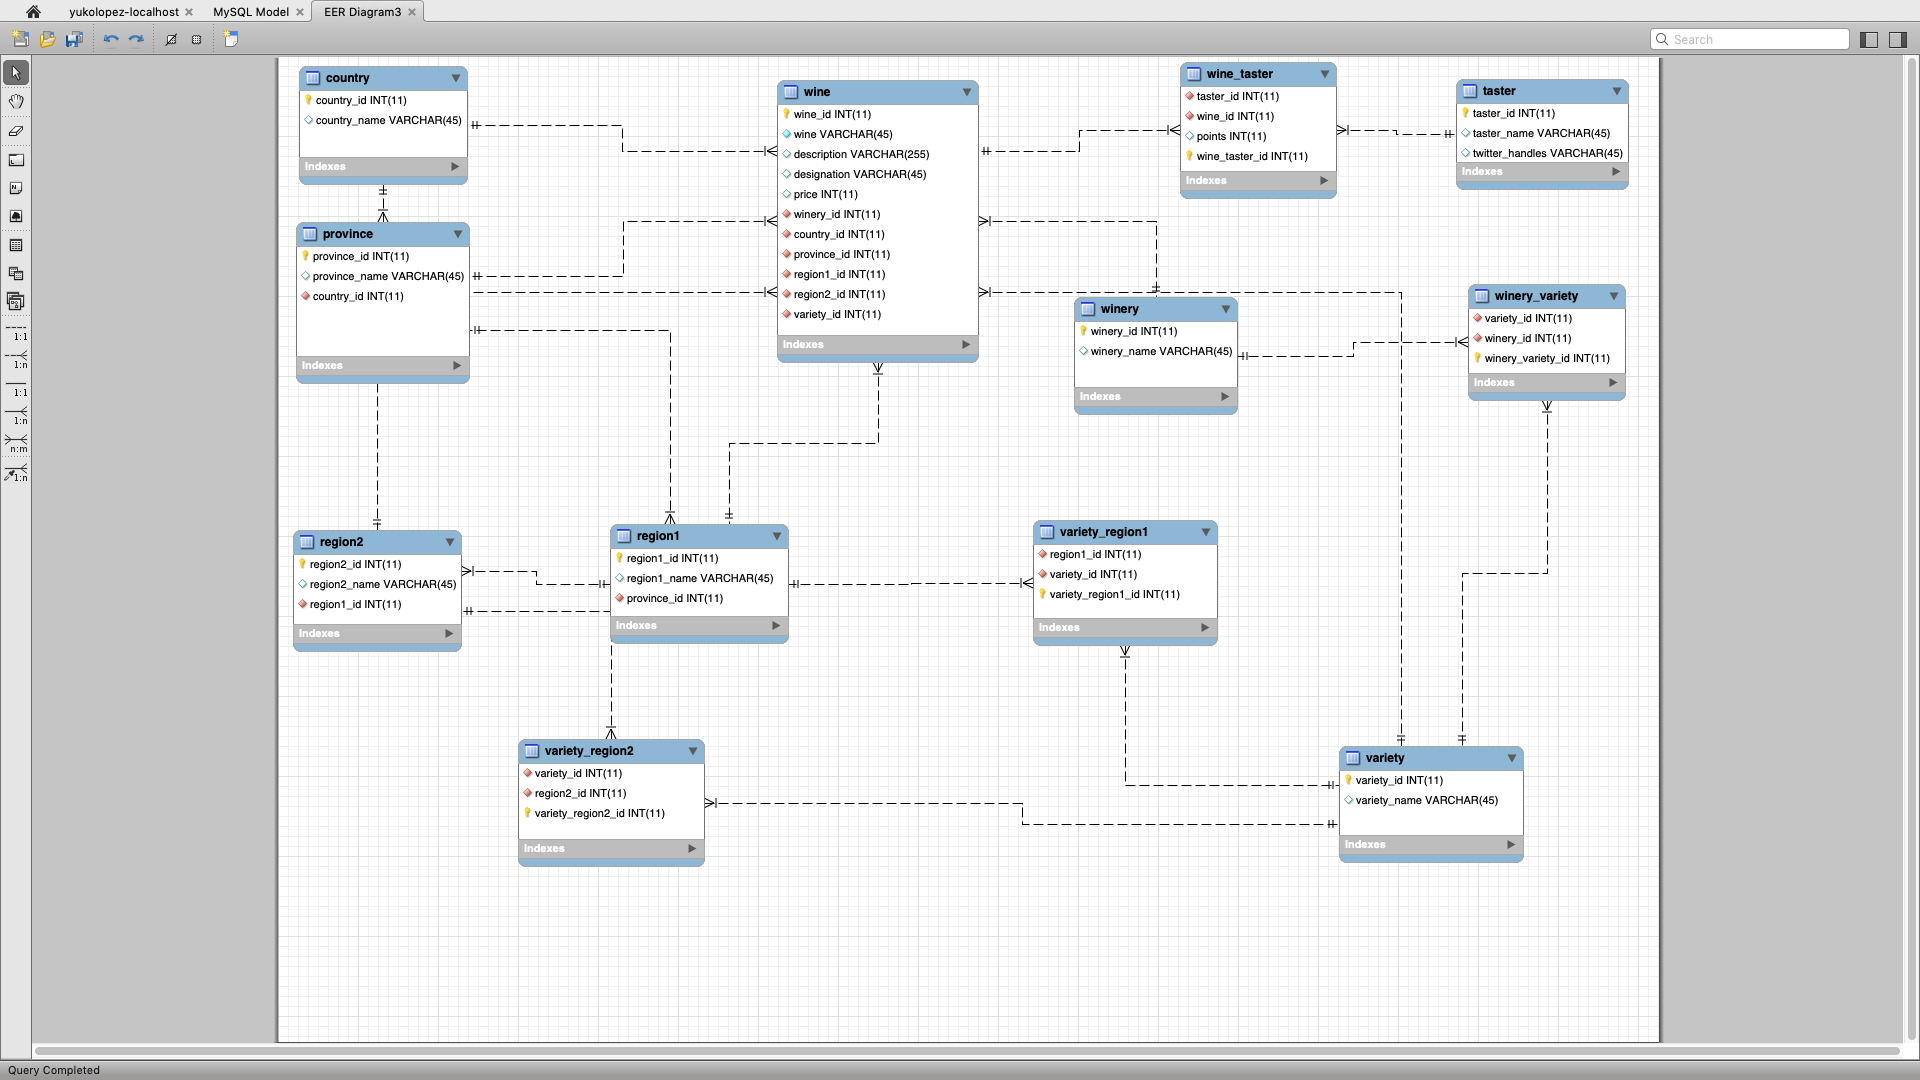 yukolopez-localhost
MySQL Model
EER Diagram3
Search
country
country_id INT(11)
country_name VARCHAR(45)
Indexes
province
province_id INT(11)
province_name VARCHAR(45)
country_id INT(11)
Indexes
wine
wine_id INT(11)
wine VARCHAR(45)
description VARCHAR(255)
designation VARCHAR(45)
price INT(11)
winery_id INT(11)
country_id INT(11)
province_id INT(11)
region1_id INT(11)
region2_id INT(11)
variety_id INT(11)
Indexes
wine_taster
taster_id INT(11)
wine_id INT(11)
points INT(11)
wine_taster_id INT(11)
Indexes
taster
taster_id INT(11)
taster_name VARCHAR(45)
twitter_handles VARCHAR(45)
Indexes
winery
winery_id INT(11)
winery_name VARCHAR(45)
Indexes
winery_variety
variety_id INT(11)
winery_id INT(11)
winery_variety_id INT(11)
Indexes
1:1
1:n
1:1
1:n
n:m
1:n
region2
region2_id INT(11)
region2_name VARCHAR(45)
region1_id INT(11)
Indexes
region1
region1_id INT(11)
region1_name VARCHAR(45)
province_id INT(11)
Indexes
variety_region1
region1_id INT(11)
variety_id INT(11)
variety_region1_id INT(11)
Indexes
variety_region2
variety_id INT(11)
region2_id INT(11)
variety_region2_id INT(11)
Indexes
variety
variety_id INT(11)
variety_name VARCHAR(45)
Indexes
Query Completed